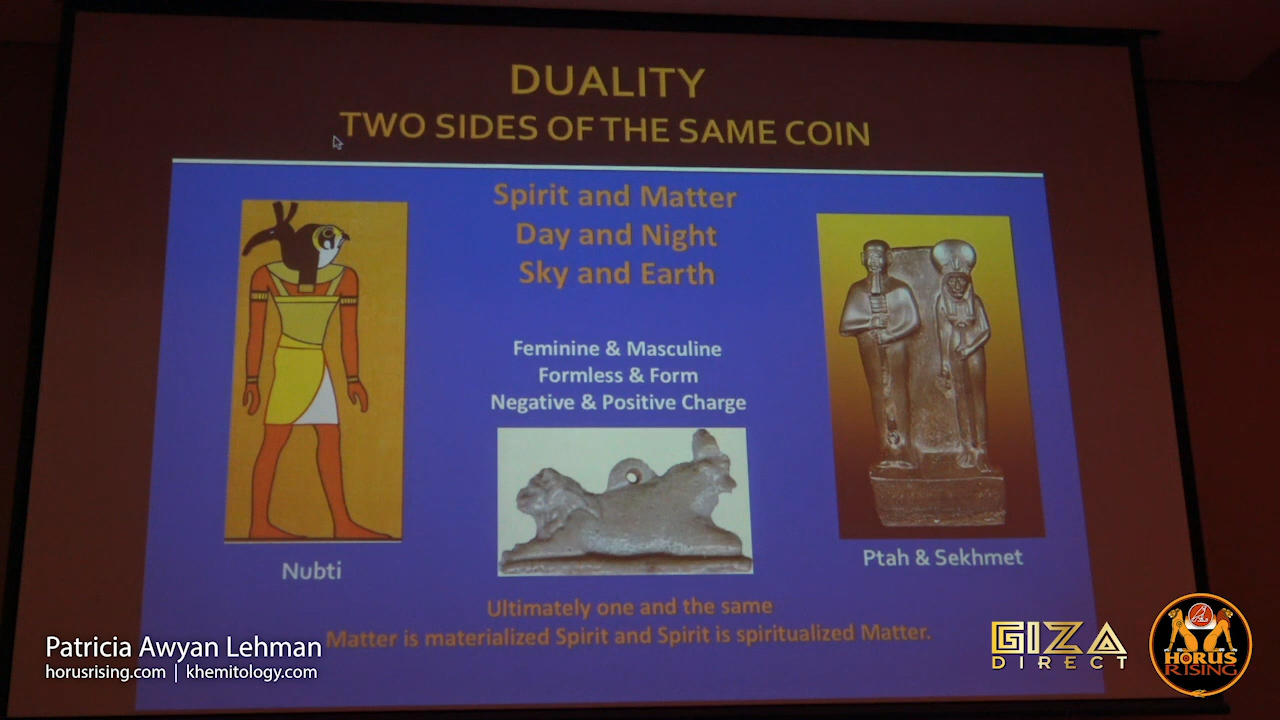 DUALITY
TWO SIDES OF THE SAME COIN
Spirit and Matter
Day and Night
Sky and Earth
Feminine & Masculine
Formless & Form
Negative & Positive Charge
Nubti
Ptah & Sekhmet
Ultimately one and the same
Matter is materialized Spirit and Spirit is spiritualized Matter.
Patricia Awyan Lehman
horusrising.com | khemitology.com
GIZA
DIRECT
HORUS
RISING